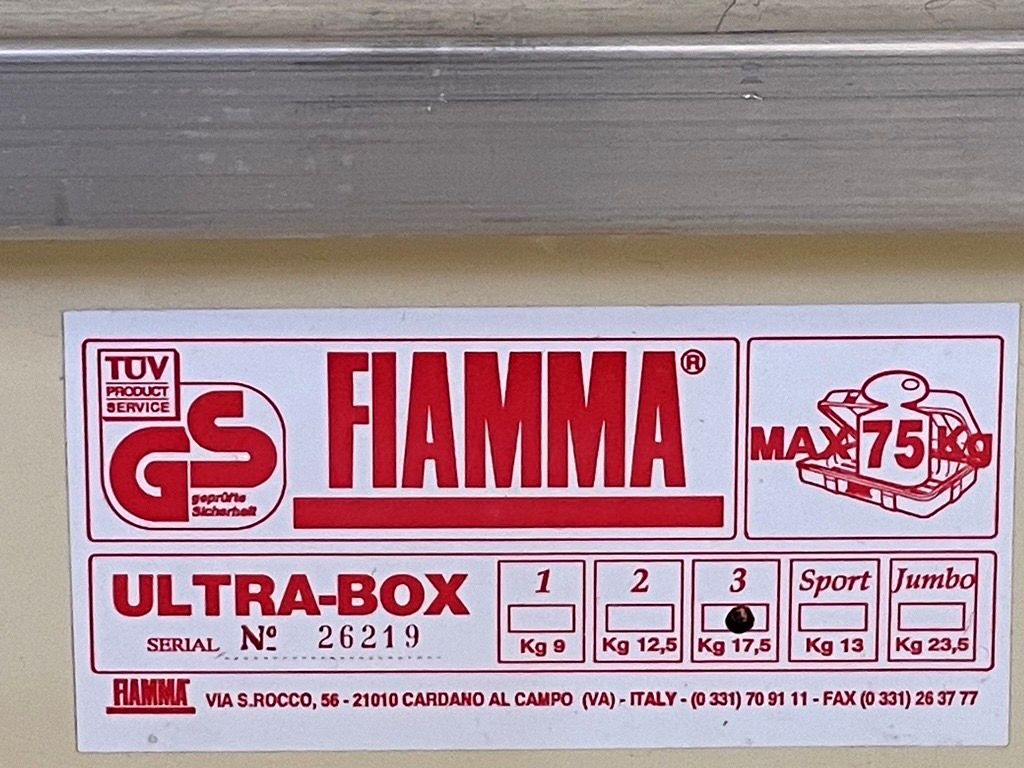 TÜV
PRODUCT
SERVICE
GS
geprüfte
Sicherheit
FIAMMA®
MAX 75 Kg
ULTRA-BOX
SERIAL Nº 26219
1
Kg 9
2
Kg 12,5
3
Kg 17,5
Sport
Kg 13
Jumbo
Kg 23,5
FIAMMA VIA S.ROCCO, 56 - 21010 CARDANO AL CAMPO (VA) - ITALY - (0 331) 70 91 11 - FAX (0 331) 26 37 77